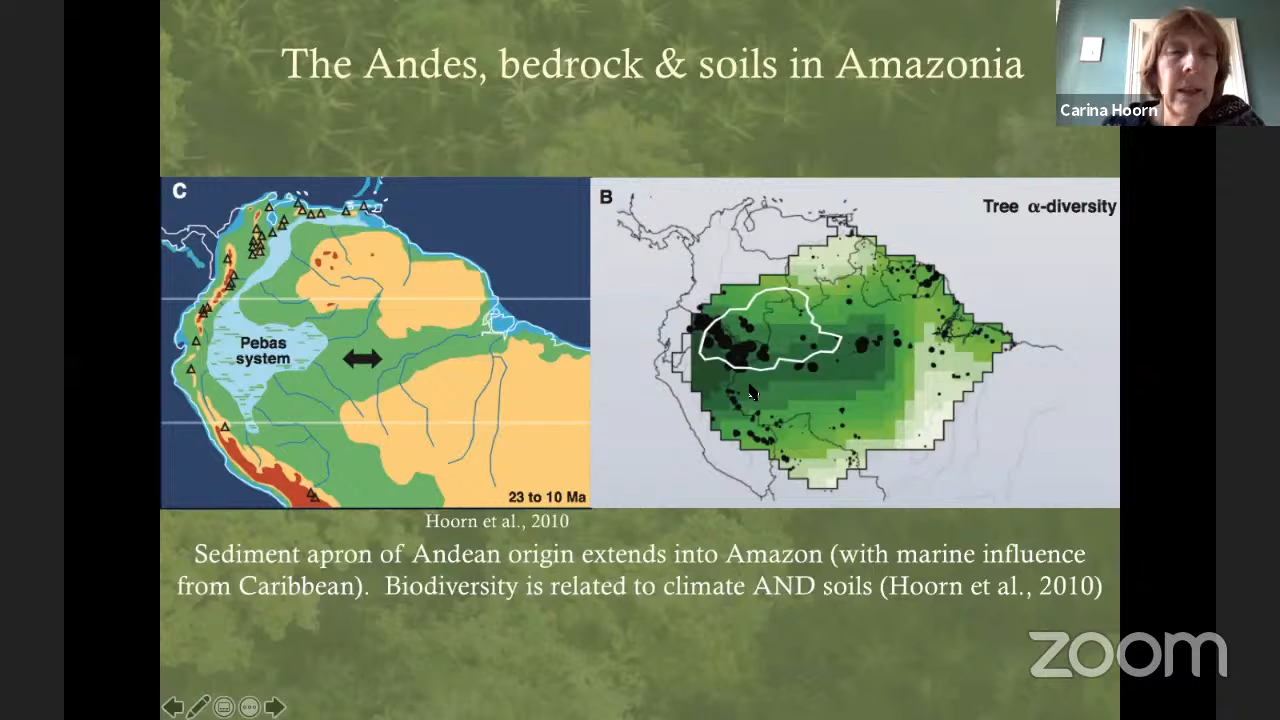 The Andes, bedrock & soils in Amazonia
Carina Hoorn
C
Pebas
system
23 to 10 Ma
B
Tree α-diversity
Hoorn et al., 2010
Sediment apron of Andean origin extends into Amazon (with marine influence
from Caribbean). Biodiversity is related to climate AND soils (Hoorn et al., 2010)
zoom